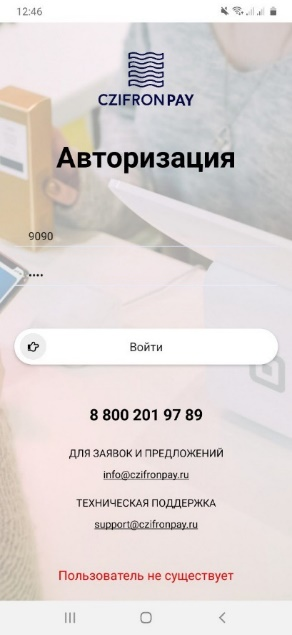 12:46
CZIFRON PAY
Авторизация
9090
••••
Войти
8 800 201 97 89
ДЛЯ ЗАЯВОК И ПРЕДЛОЖЕНИЙ
info@czifronpay.ru
ТЕХНИЧЕСКАЯ ПОДДЕРЖКА
support@czifronpay.ru
Пользователь не существует